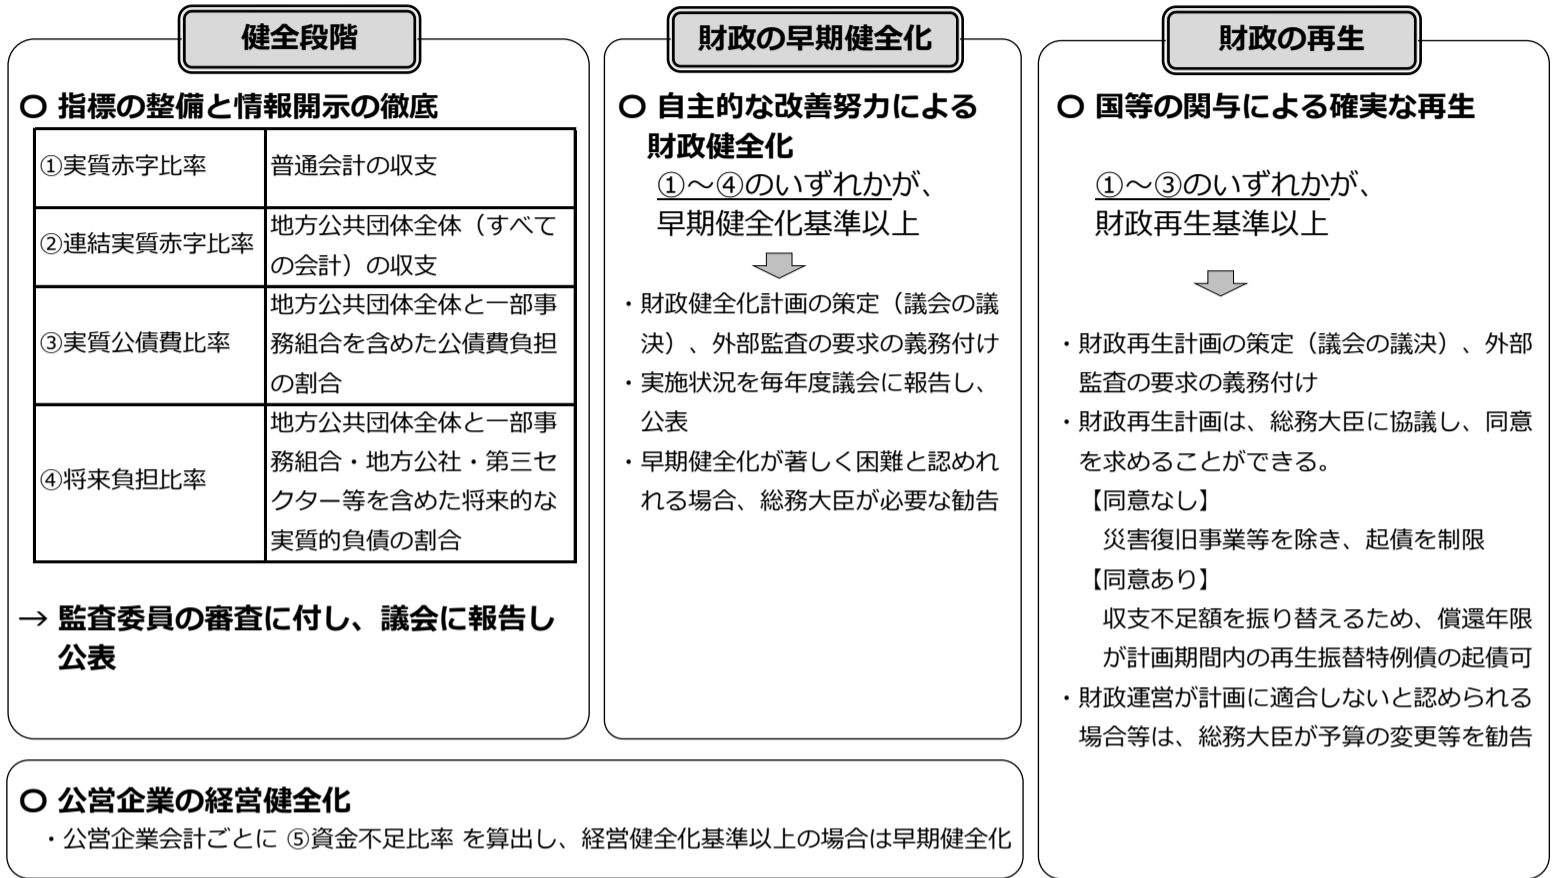 健全段階
〇 指標の整備と情報開示の徹底
①実質赤字比率
普通会計の収支
②連結実質赤字比率
地方公共団体全体（すべて
の会計）の収支
③実質公債費比率
地方公共団体全体と一部事
務組合を含めた公債費負担
の割合
④将来負担比率
地方公共団体全体と一部事
務組合・地方公社・第三セ
クター等を含めた将来的な
実質的負債の割合
→ 監査委員の審査に付し、議会に報告し
公表
財政の早期健全化
〇 自主的な改善努力による
財政健全化
①～④のいずれかが、
早期健全化基準以上
・財政健全化計画の策定（議会の議
決）、外部監査の要求の義務付け
・実施状況を毎年度議会に報告し、
公表
・早期健全化が著しく困難と認めれ
れる場合、総務大臣が必要な勧告
財政の再生
〇 国等の関与による確実な再生
①～③のいずれかが、
財政再生基準以上
・財政再生計画の策定（議会の議決）、外部
監査の要求の義務付け
・財政再生計画は、総務大臣に協議し、同意
を求めることができる。
【同意なし】
災害復旧事業等を除き、起債を制限
【同意あり】
収支不足額を振り替えるため、償還年限
が計画期間内の再生振替特例債の起債可
・財政運営が計画に適合しないと認められる
場合等は、総務大臣が予算の変更等を勧告
〇 公営企業の経営健全化
・公営企業会計ごとに ⑤資金不足比率 を算出し、経営健全化基準以上の場合は早期健全化